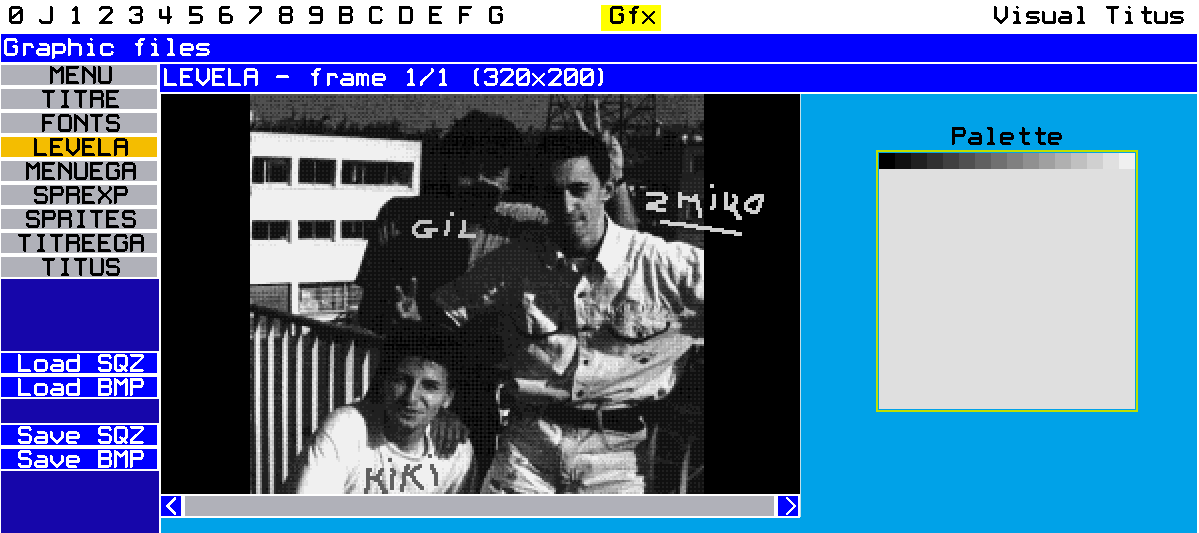 0 J 1 2 3 4 5 6 7 8 9 B C D E F G Gfx Visual Titus
Graphic files
MENU
TITRE
FONTS
LEVELA
MENUEGA
SPREXP
SPRITES
TITREEGA
TITUS
Load SQZ
Load BMP
Save SQZ
Save BMP
LEVELA - frame 1/1 (320x200)
GiL
ZMiRO
KiKi
< >
Palette